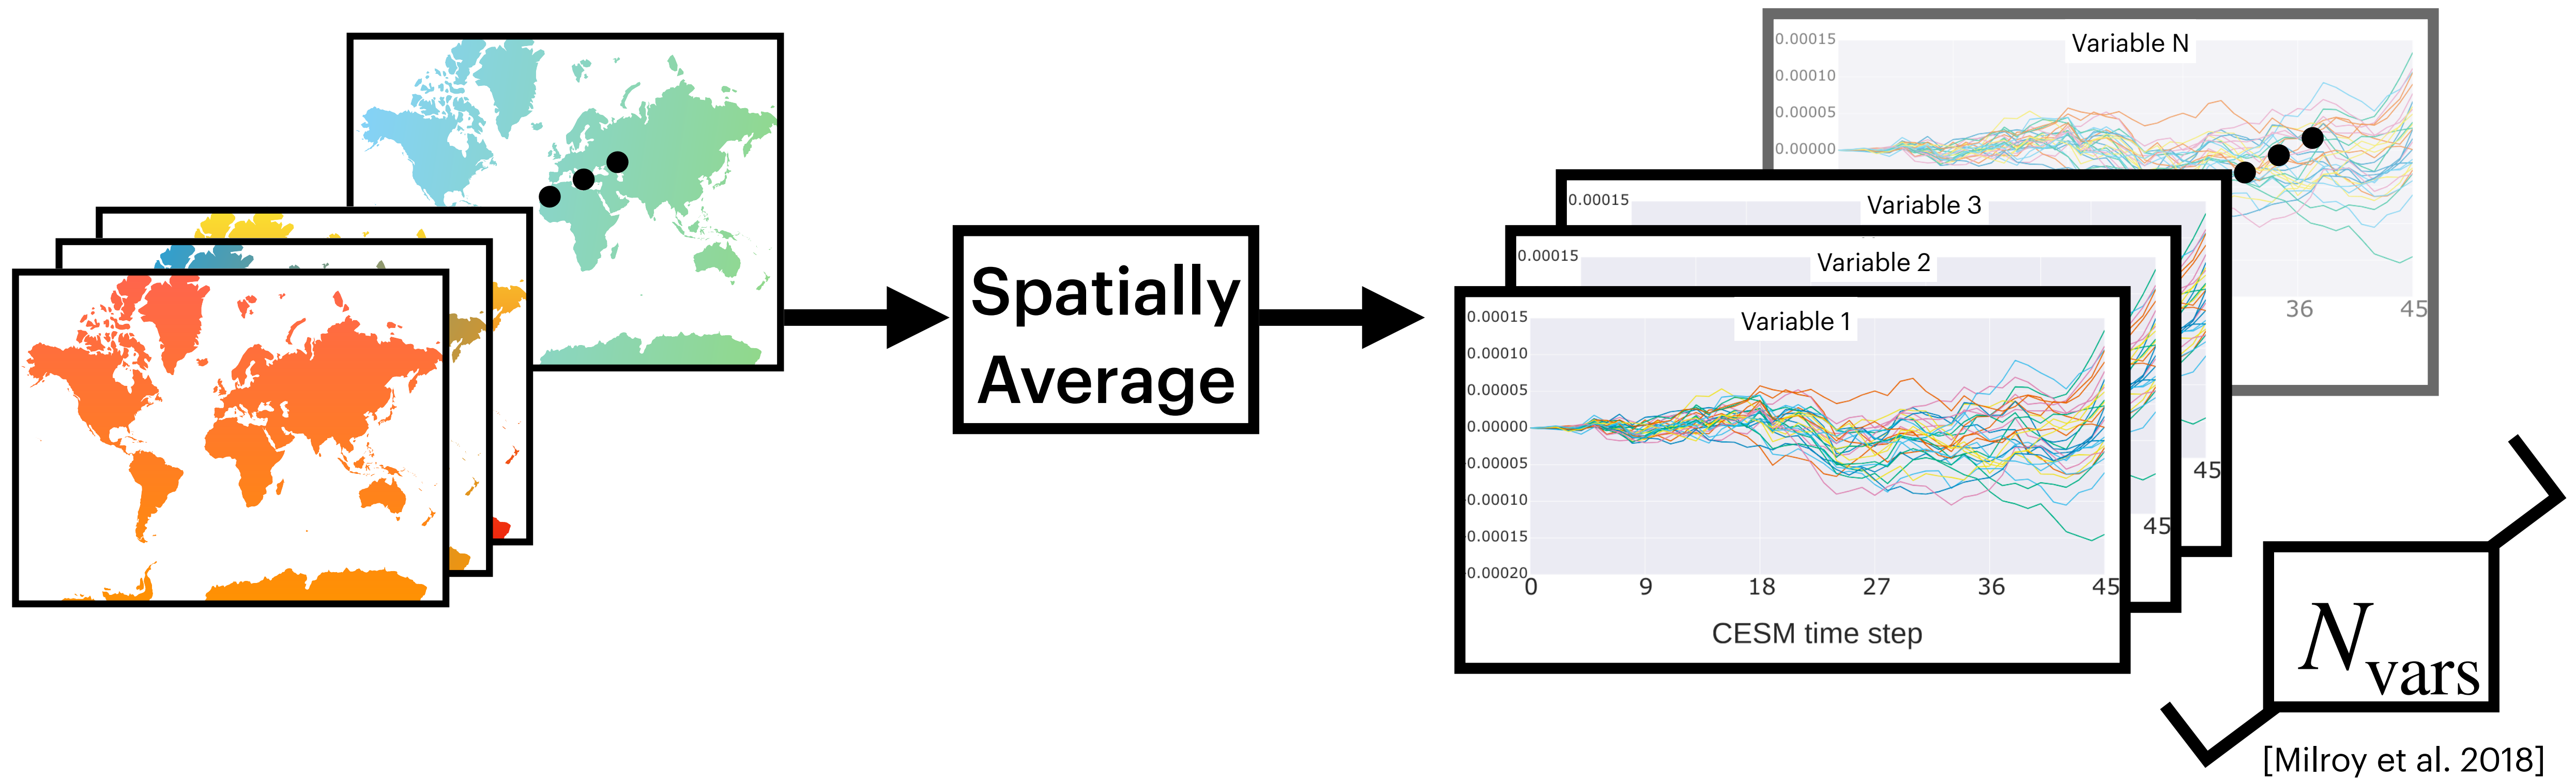 Spatially
Average
Variable N
0.00015
0.00010
0.00005
0.00000
36
45
Variable 3
0.00015
45
Variable 2
0.00015
45
Variable 1
0.00015
0.00010
0.00005
0.00000
0.00005
0.00010
0.00015
0.00020
0 9 18 27 36 45
CESM time step
Nvars
[Milroy et al. 2018]